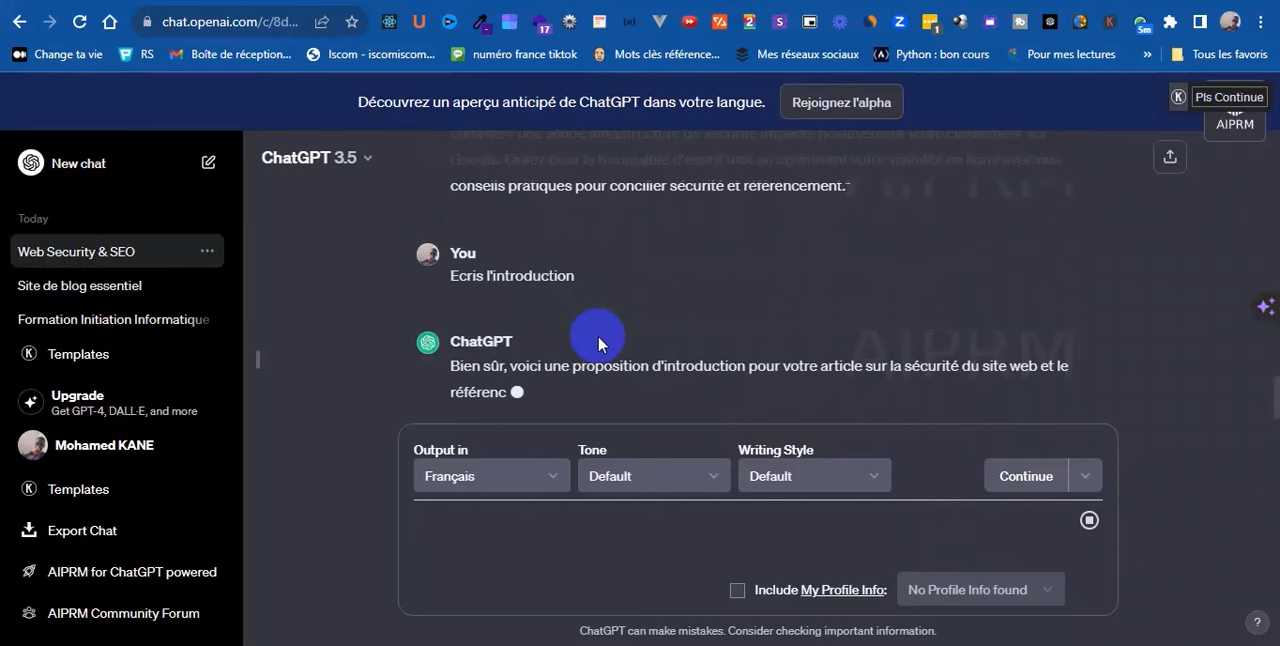 chat.openai.com/c/8d...
17
2
1
5m
Change ta vie
RS
Boîte de réception...
Iscom — iscomiscom...
numéro france tiktok
Mots clés référence...
Mes réseaux sociaux
Python : bon cours
Pour mes lectures
»
Tous les favoris
Découvrez un aperçu anticipé de ChatGPT dans votre langue.
Rejoignez l'alpha
Pls Continue
AIPRM
New chat
ChatGPT 3.5
conseils pratiques pour concilier sécurité et référencement."
Today
Web Security & SEO
Site de blog essentiel
Formation Initiation Informatique
Templates
Upgrade
Get GPT-4, DALL·E, and more
Mohamed KANE
Templates
Export Chat
AIPRM for ChatGPT powered
AIPRM Community Forum
You
Ecris l'introduction
ChatGPT
Bien sûr, voici une proposition d'introduction pour votre article sur la sécurité du site web et le
référenc
Output in
Tone
Writing Style
Français
Default
Default
Continue
Include My Profile Info:
No Profile Info found
ChatGPT can make mistakes. Consider checking important information.
?